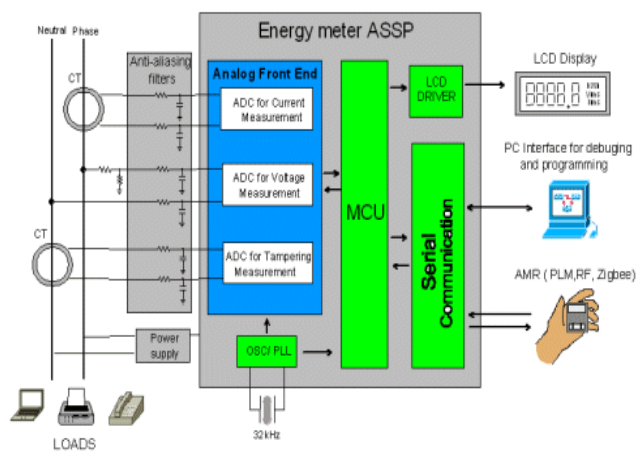 Energy meter ASSP
Neutral Phase
CT
Anti-aliasing
filters
Analog Front End
ADC for Current
Measurement
ADC for Voltage
Measurement
ADC for Tampering
Measurement
CT
Power
supply
OSC/ PLL
32kHz
MCU
LCD
DRIVER
Serial
Communication
LCD Display
PC Interface for debuging
and programming
AMR ( PLM,RF, Zigbee)
LOADS